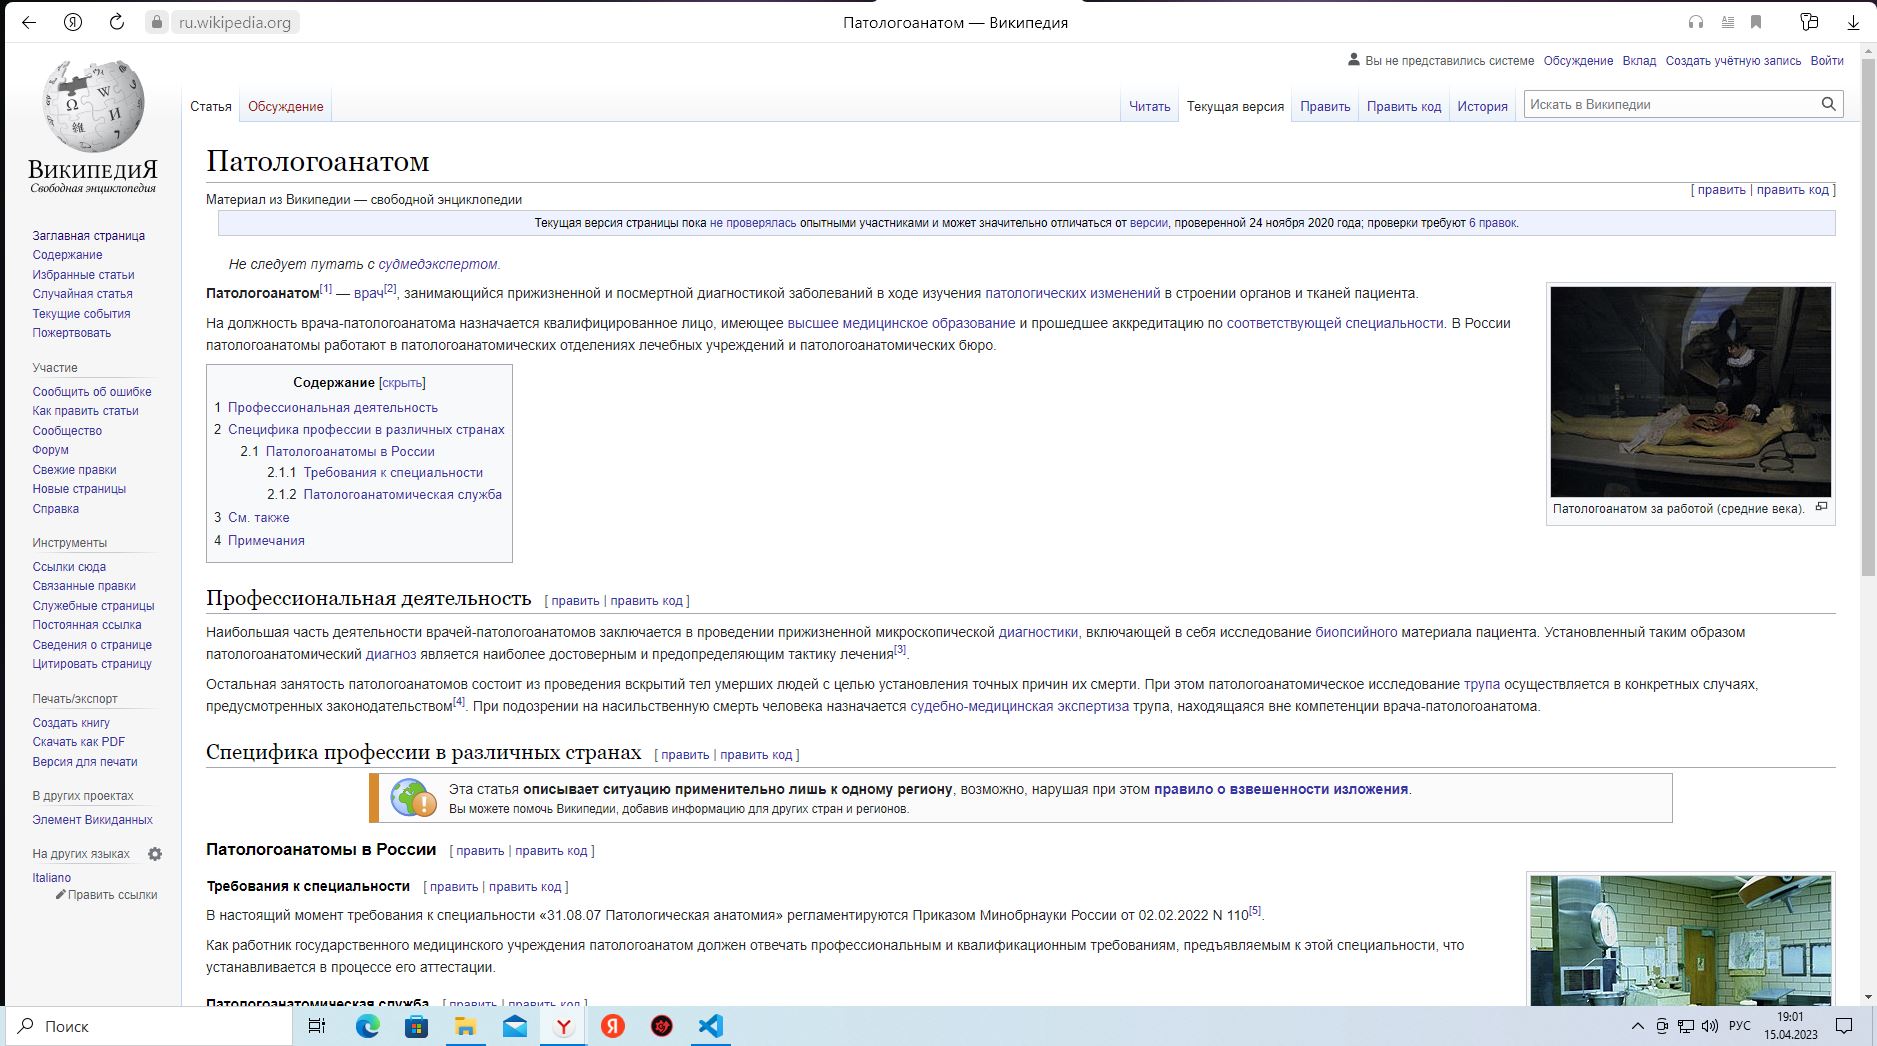 ru.wikipedia.org
Патологоанатом — Википедия
Вы не представились системе Обсуждение Вклад Создать учётную запись Войти
Статья Обсуждение Читать Текущая версия Править Править код История Искать в Википедии
ВИКИПЕДИЯ
Свободная энциклопедия
Заглавная страница
Содержание
Избранные статьи
Случайная статья
Текущие события
Пожертвовать
Участие
Сообщить об ошибке
Как править статьи
Сообщество
Форум
Свежие правки
Новые страницы
Справка
Инструменты
Ссылки сюда
Связанные правки
Служебные страницы
Постоянная ссылка
Сведения о странице
Цитировать страницу
Печать/экспорт
Создать книгу
Скачать как PDF
Версия для печати
В других проектах
Элемент Викиданных
На других языках
Italiano
Править ссылки
Патологоанатом
[ править | править код ]
Материал из Википедии — свободной энциклопедии
Текущая версия страницы пока не проверялась опытными участниками и может значительно отличаться от версии, проверенной 24 ноября 2020 года; проверки требуют 6 правок.
Не следует путать с судмедэкспертом.
Патологоанатом[1] — врач[2], занимающийся прижизненной и посмертной диагностикой заболеваний в ходе изучения патологических изменений в строении органов и тканей пациента.
На должность врача-патологоанатома назначается квалифицированное лицо, имеющее высшее медицинское образование и прошедшее аккредитацию по соответствующей специальности. В России
патологоанатомы работают в патологоанатомических отделениях лечебных учреждений и патологоанатомических бюро.
Патологоанатом за работой (средние века).
Содержание [скрыть]
1 Профессиональная деятельность
2 Специфика профессии в различных странах
2.1 Патологоанатомы в России
2.1.1 Требования к специальности
2.1.2 Патологоанатомическая служба
3 См. также
4 Примечания
Профессиональная деятельность [ править | править код ]
Наибольшая часть деятельности врачей-патологоанатомов заключается в проведении прижизненной микроскопической диагностики, включающей в себя исследование биопсийного материала пациента. Установленный таким образом
патологоанатомический диагноз является наиболее достоверным и предопределяющим тактику лечения[3].
Остальная занятость патологоанатомов состоит из проведения вскрытий тел умерших людей с целью установления точных причин их смерти. При этом патологоанатомическое исследование трупа осуществляется в конкретных случаях,
предусмотренных законодательством[4]. При подозрении на насильственную смерть человека назначается судебно-медицинская экспертиза трупа, находящаяся вне компетенции врача-патологоанатома.
Специфика профессии в различных странах [ править | править код ]
Эта статья описывает ситуацию применительно лишь к одному региону, возможно, нарушая при этом правило о взвешенности изложения.
Вы можете помочь Википедии, добавив информацию для других стран и регионов.
Патологоанатомы в России [ править | править код ]
Требования к специальности [ править | править код ]
В настоящий момент требования к специальности «31.08.07 Патологическая анатомия» регламентируются Приказом Минобрнауки России от 02.02.2022 N 110[5].
Как работник государственного медицинского учреждения патологоанатом должен отвечать профессиональным и квалификационным требованиям, предъявляемым к этой специальности, что
устанавливается в процессе его аттестации.
Патологоанатомическая служба [ править | править код ]
Поиск
РУС
19:01
15.04.2023